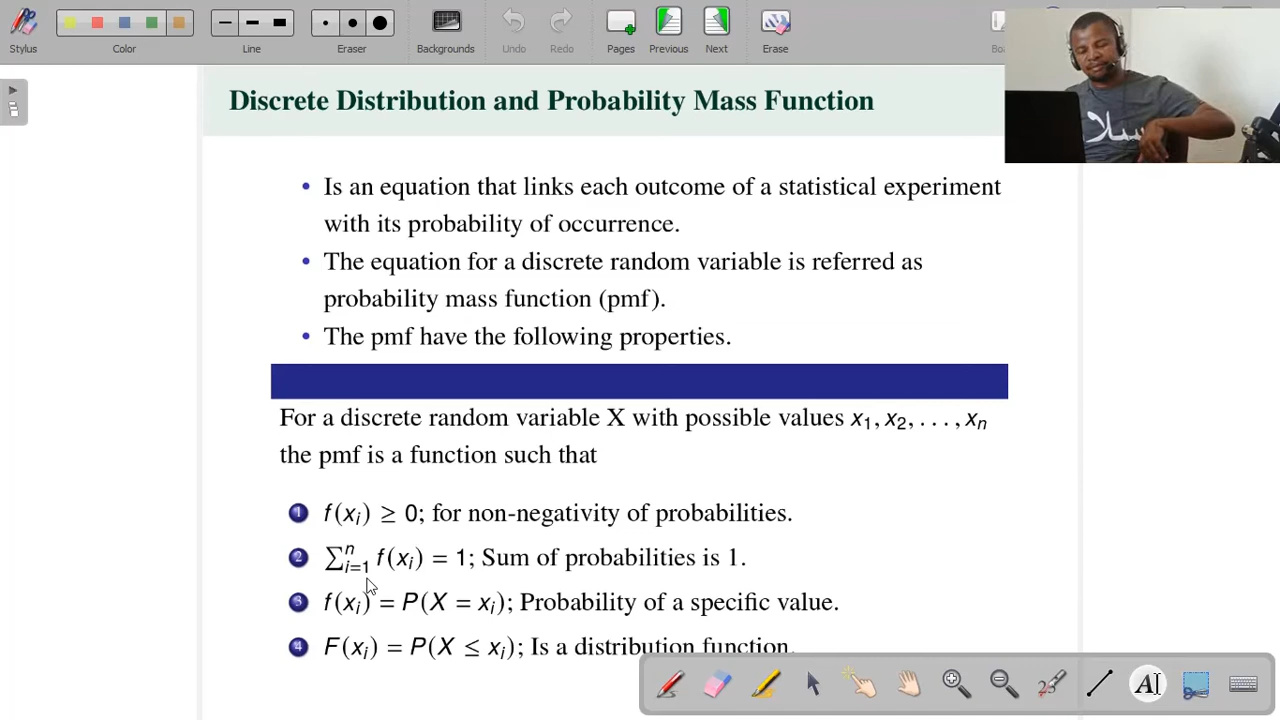 Stylus Color Line Eraser Backgrounds Undo Redo Pages Previous Next Erase
Discrete Distribution and Probability Mass Function
سلا
• Is an equation that links each outcome of a statistical experiment
with its probability of occurrence.
• The equation for a discrete random variable is referred as
probability mass function (pmf).
• The pmf have the following properties.
For a discrete random variable X with possible values x₁, x₂, . . . , xₙ
the pmf is a function such that
1 f(xᵢ) ≥ 0; for non-negativity of probabilities.
2 ∑ⁿᵢ₌₁ f(xᵢ) = 1; Sum of probabilities is 1.
3 f(xᵢ) = P(X = xᵢ); Probability of a specific value.
4 F(xᵢ) = P(X ≤ xᵢ); Is a distribution function.